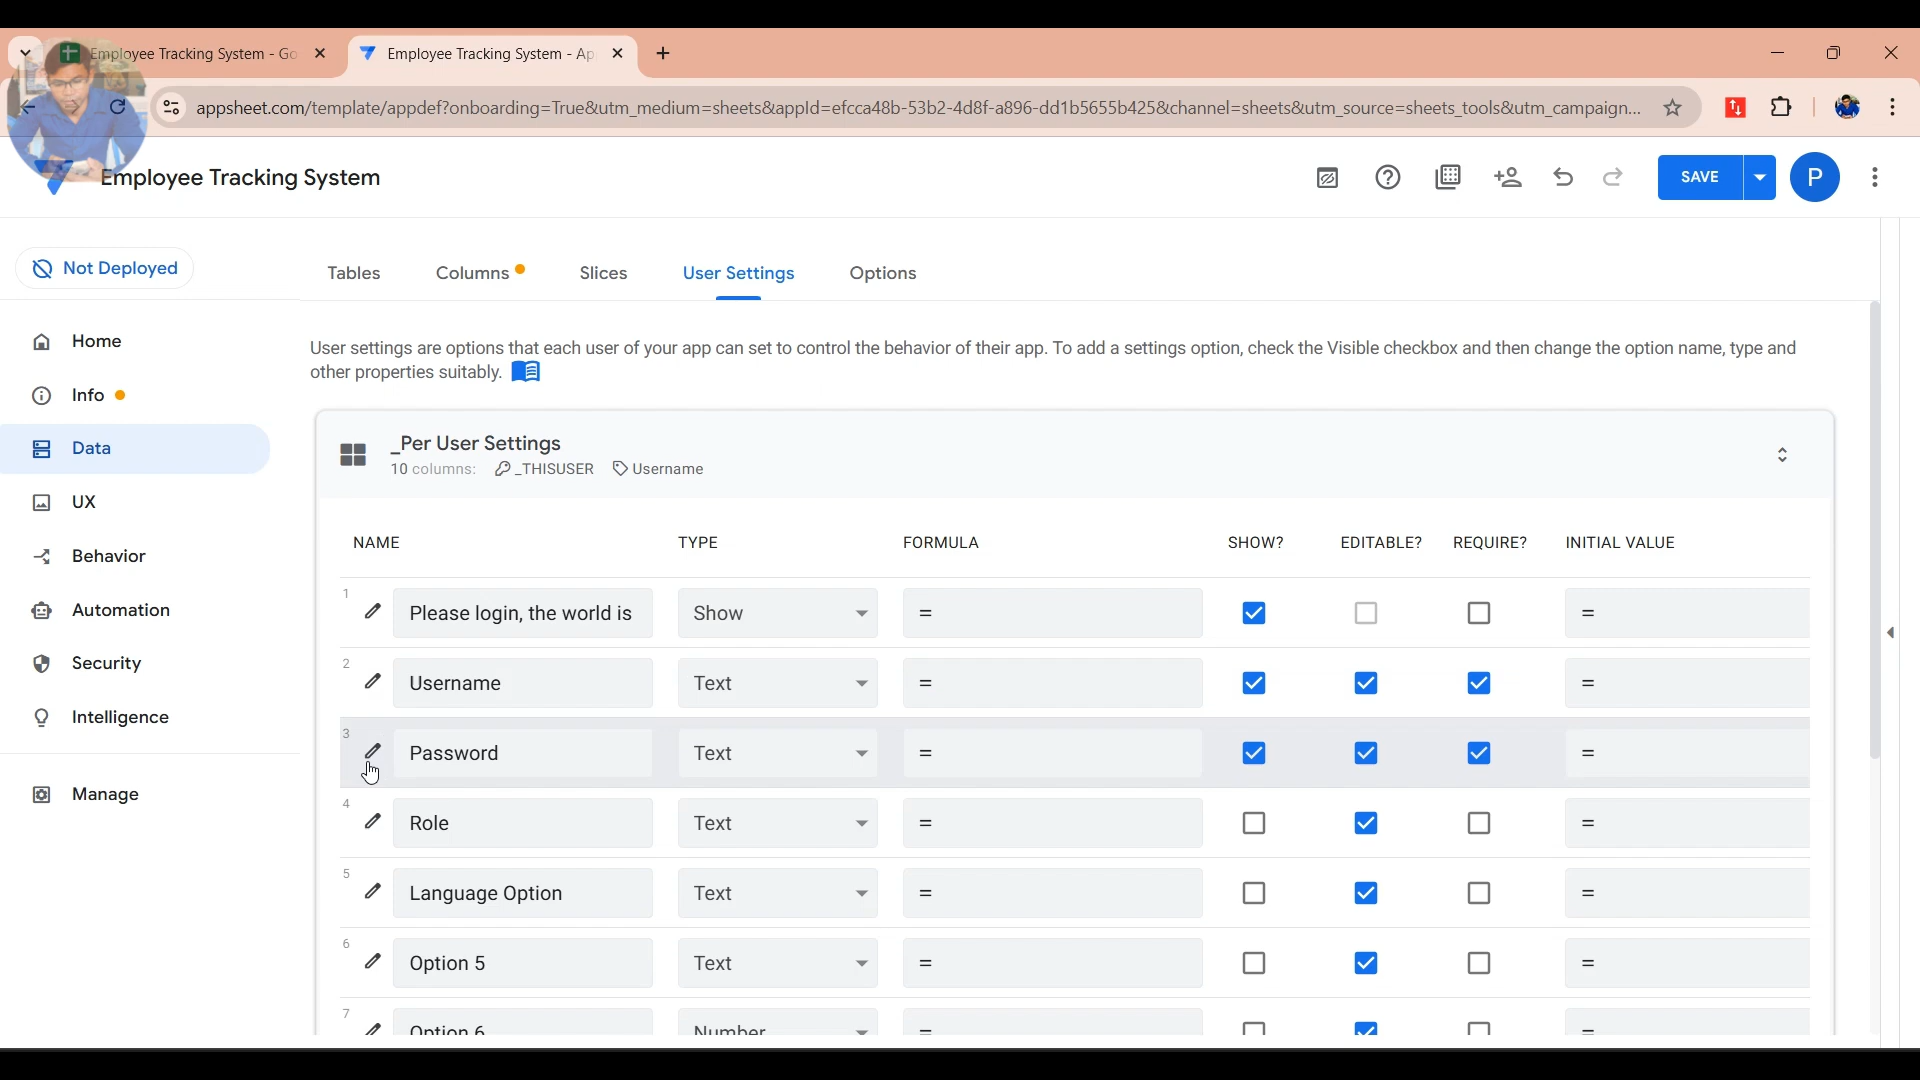 Employee Tracking System - Go
Employee Tracking System - Ap
appsheet.com/template/appdef?onboarding=True&utm_medium=sheets&appId=efcca48b-53b2-4d8f-a896-dd1b5655b425&channel=sheets&utm_source=sheets_tools&utm_campaign...
Employee Tracking System
SAVE
P
Not Deployed
Tables
Columns
Slices
User Settings
Options
Home
Info
Data
UX
Behavior
Automation
Security
Intelligence
Manage
User settings are options that each user of your app can set to control the behavior of their app. To add a settings option, check the Visible checkbox and then change the option name, type and
other properties suitably.
_Per User Settings
10 columns: _THISUSER Username
NAME TYPE FORMULA SHOW? EDITABLE? REQUIRE? INITIAL VALUE
1 Please login, the world is Show = =
2 Username Text = =
3 Password Text = =
4 Role Text = =
5 Language Option Text = =
6 Option 5 Text = =
7 Option 6 Number = =